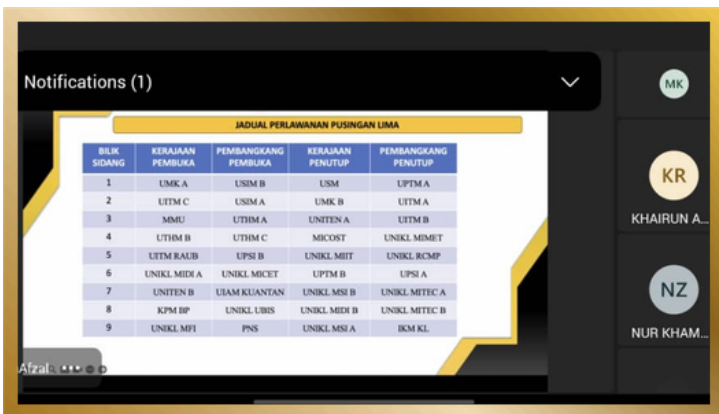 Notifications (1)
MK
JADUAL PERLAWANAN PUSINGAN LIMA
BILIK SIDANG KERAJAAN PEMBUKA PEMBANGKANG PEMBUKA KERAJAAN PENUTUP PEMBANGKANG PENUTUP
1 UMK A USIM B USM UPTM A
2 UITM C USIM A UMK B UITM A
3 MMU UTHM A UNITEN A UITM B
4 UTHM B UTHM C MICOST UNIKL MIMET
5 UITM RAUB UPSI B UNIKL MIIT UNIKL RCMP
6 UNIKL MIDI A UNIKL MICET UPTM B UPSI A
7 UNITEN B UIAM KUANTAN UNIKL MSI B UNIKL MITEC A
8 KPM BP UNIKL UBIS UNIKL MIDI B UNIKL MITEC B
9 UNIKL MFI PNS UNIKL MSI A IKM KL
KR
KHAIRUN A...
NZ
NUR KHAM...
Afzal